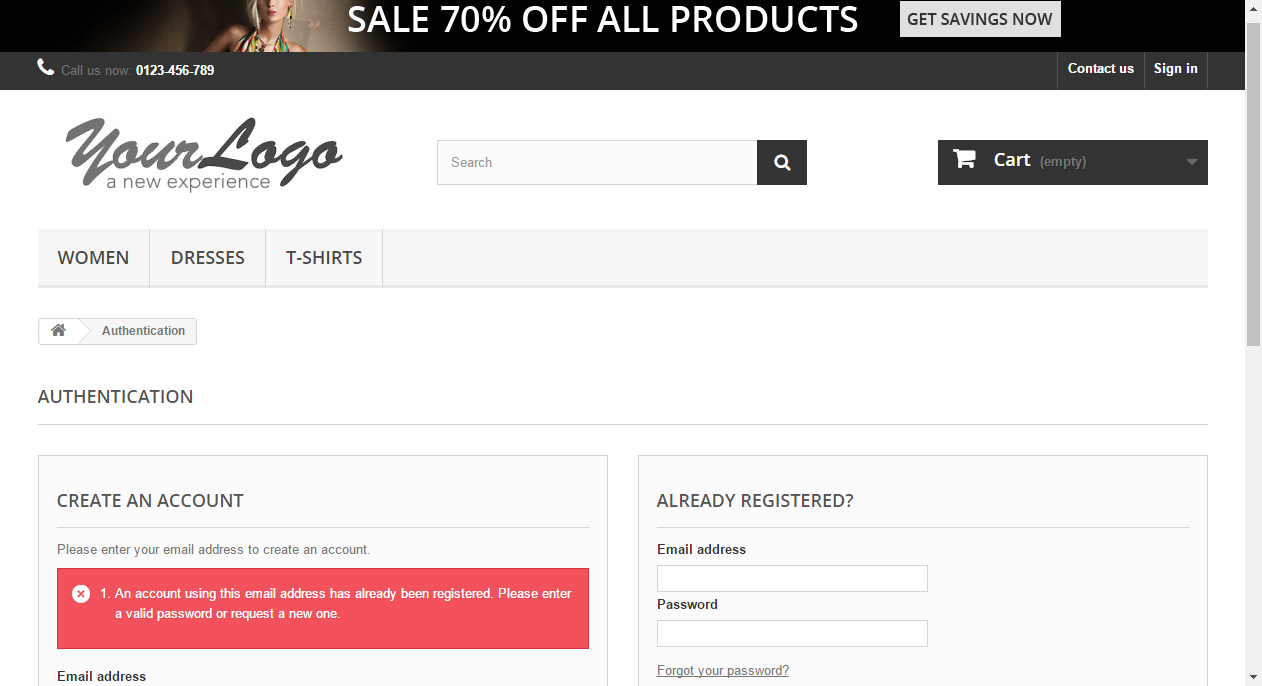 SALE 70% OFF ALL PRODUCTS
GET SAVINGS NOW
Call us now: 0123-456-789
Contact us
Sign in
YourLogo
a new experience
Search
Cart (empty)
WOMEN
DRESSES
T-SHIRTS
Authentication
AUTHENTICATION
CREATE AN ACCOUNT
Please enter your email address to create an account.
1. An account using this email address has already been registered. Please enter
a valid password or request a new one.
Email address
ALREADY REGISTERED?
Email address
Password
Forgot your password?